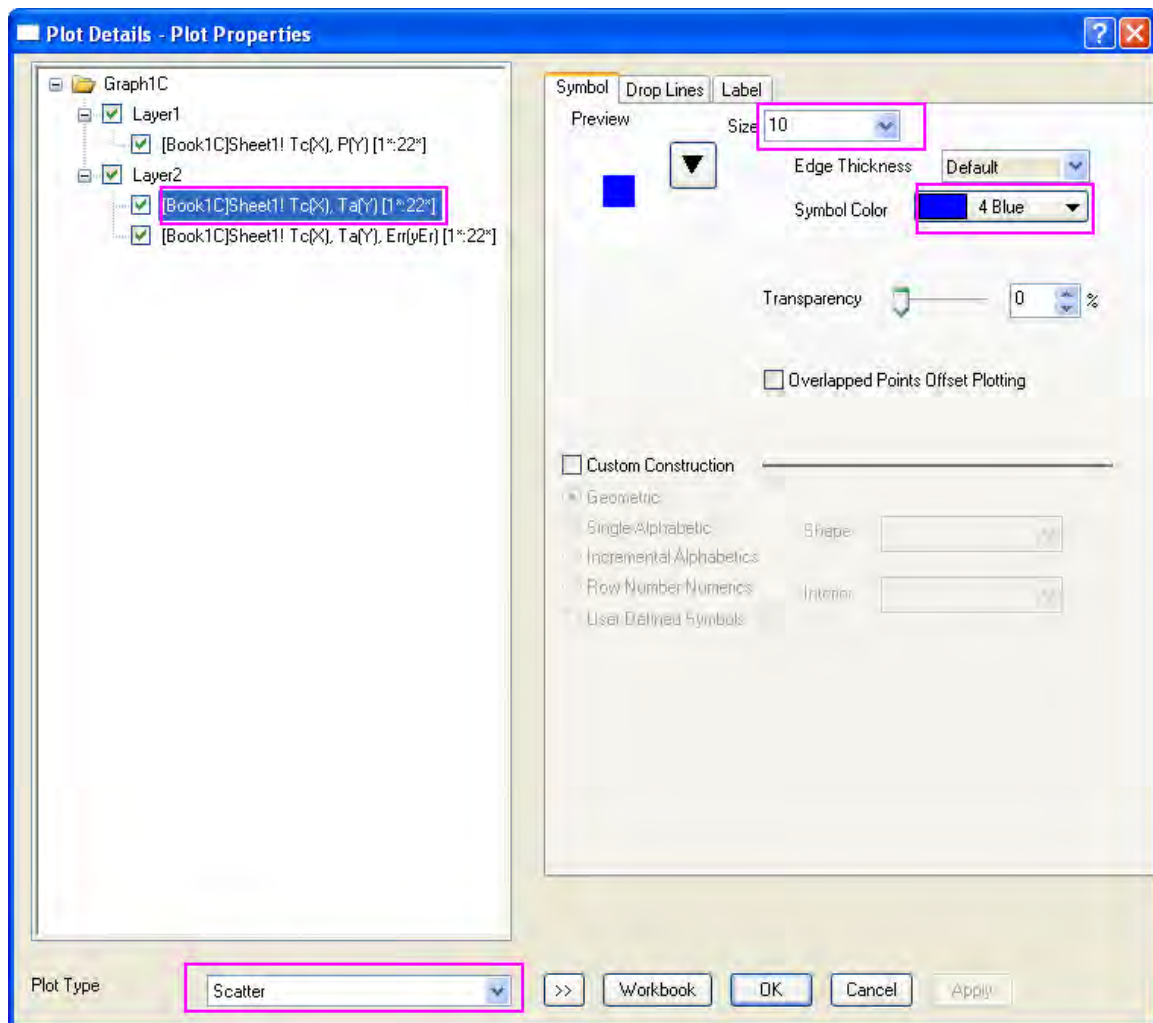 Plot Details - Plot Properties
Graph1C
Layer1
[Book1C]Sheet1! Tc(X), P(Y) [1*:22*]
Layer2
[Book1C]Sheet1! Tc(X), Ta(Y) [1*:22*]
[Book1C]Sheet1! Tc(X), Ta(Y), Err(yEr) [1*:22*]
Symbol Drop Lines Label
Preview
Size 10
Edge Thickness Default
Symbol Color 4 Blue
Transparency 0 %
Overlapped Points Offset Plotting
Custom Construction
Geometric
Single Alphabetic Shape
Incremental Alphabetics
Row Number Numerics Interior
User Defined Symbols
Plot Type Scatter >> Workbook OK Cancel Apply